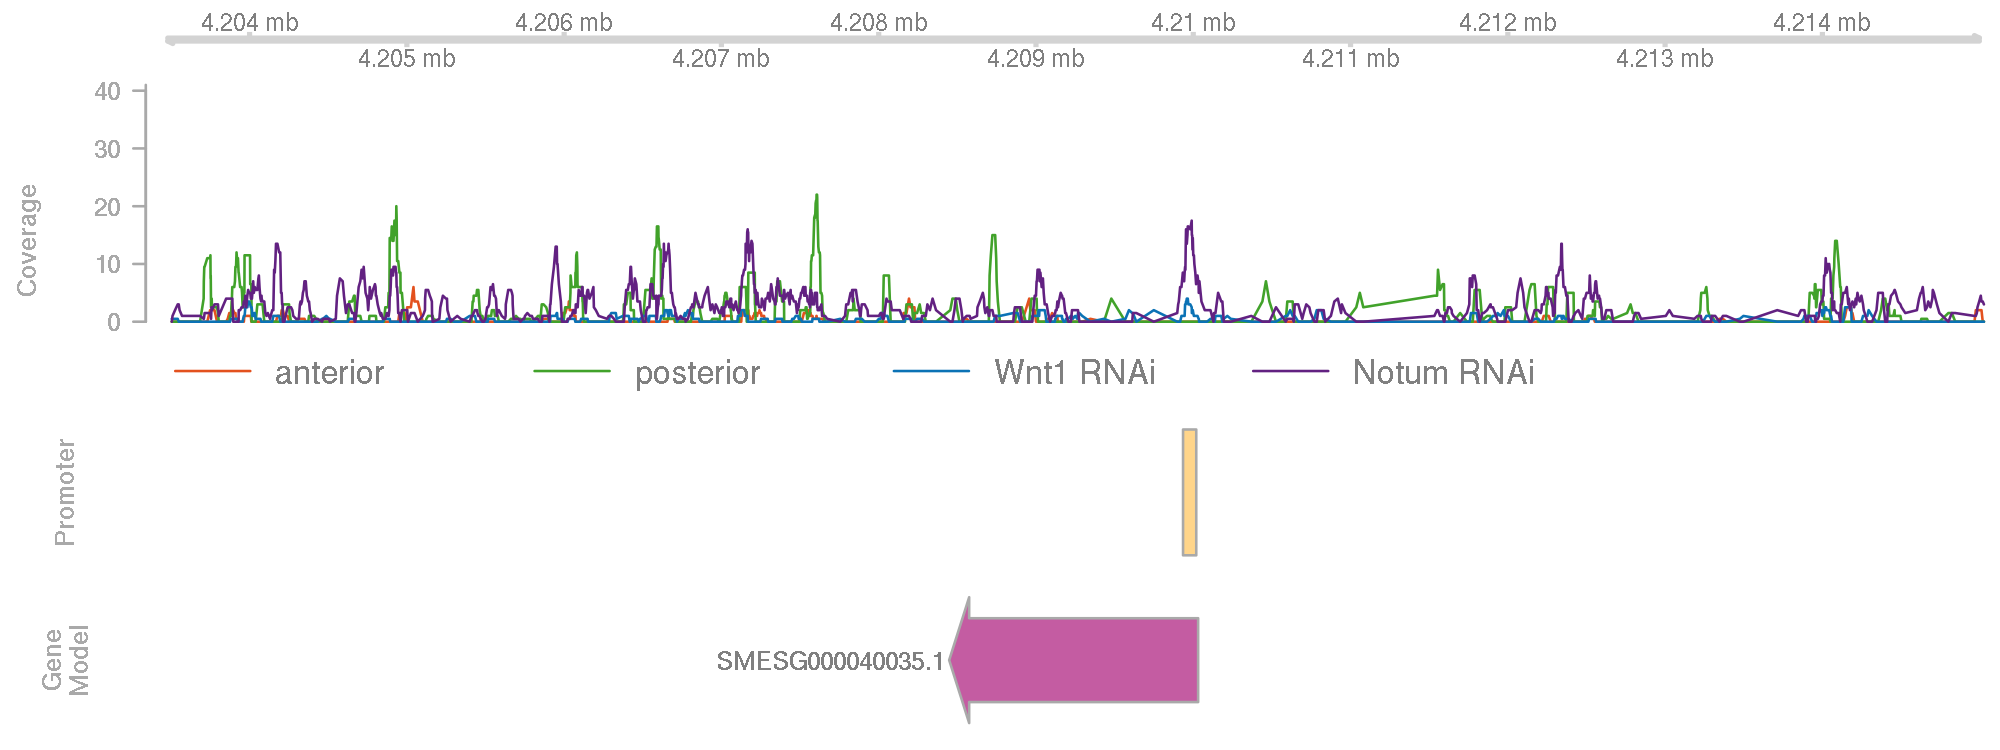 4.204 mb 4.206 mb 4.208 mb 4.21 mb 4.212 mb 4.214 mb
4.205 mb 4.207 mb 4.209 mb 4.211 mb 4.213 mb
Coverage
40
30
20
10
0
anterior posterior Wnt1 RNAi Notum RNAi
Promoter
Gene
Model
SMESG000040035.1